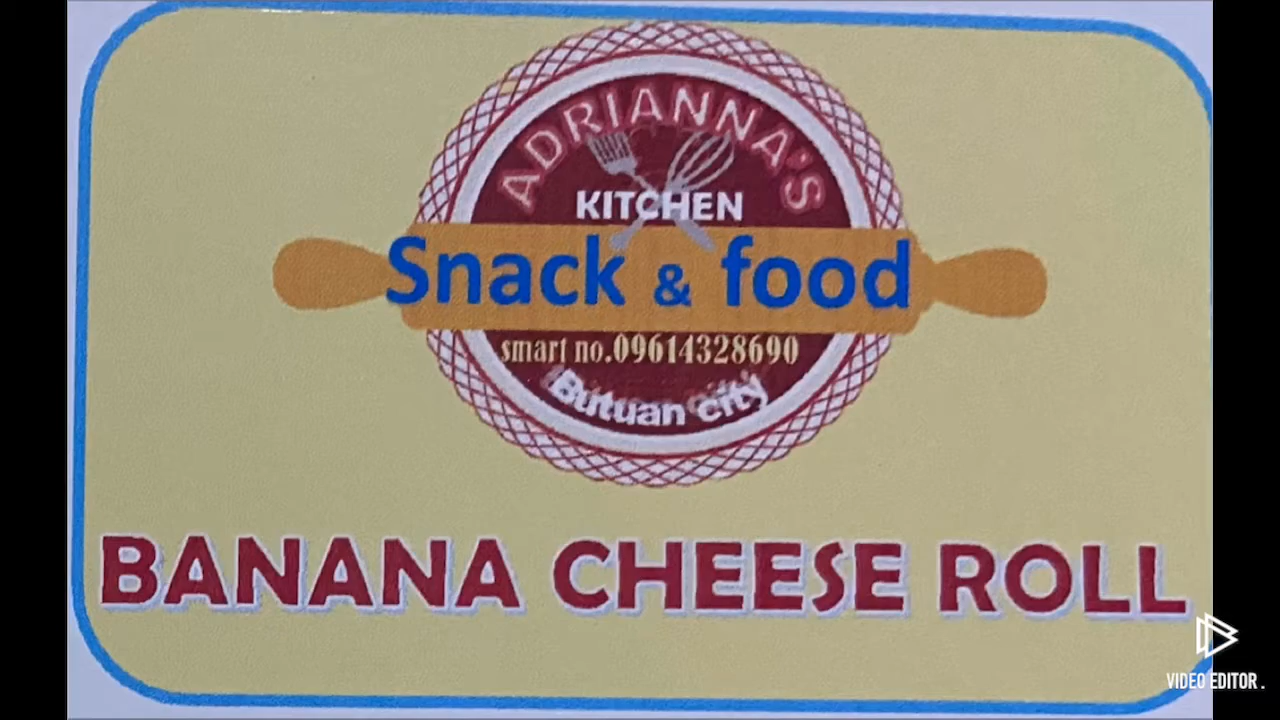 ADRIANNA'S
KITCHEN
Snack & food
smart no.09614328690
Butuan city
BANANA CHEESE ROLL
VIDEO EDITOR .